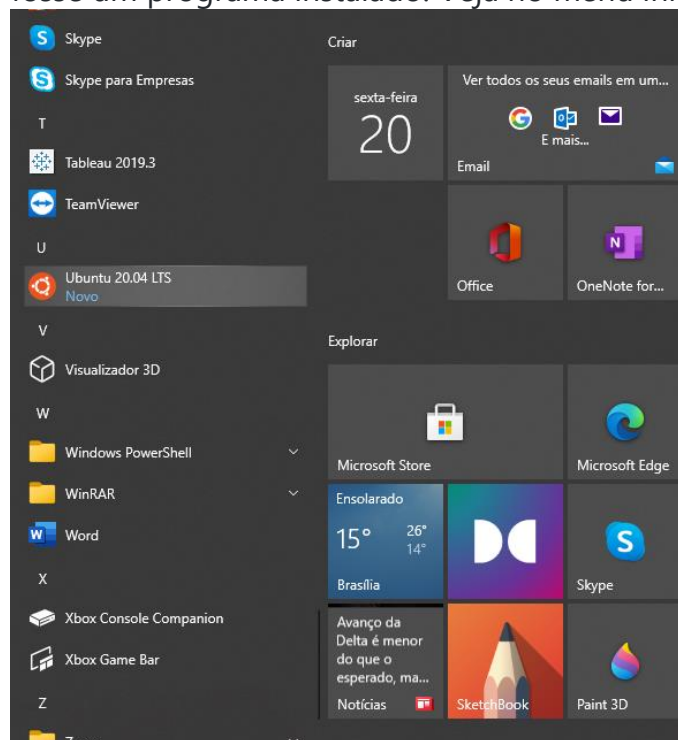 Skype
Skype para Empresas
T
Tableau 2019.3
TeamViewer
U
Ubuntu 20.04 LTS
Novo
V
Visualizador 3D
W
Windows PowerShell
WinRAR
Word
X
Xbox Console Companion
Xbox Game Bar
Z
Criar
sexta-feira
20
Ver todos os seus emails em um...
E mais...
Email
Office
OneNote for...
Explorar
Microsoft Store
Microsoft Edge
Ensolarado
15° 26°
14°
Brasília
Skype
Avanço da
Delta é menor
do que o
esperado, ma...
Notícias
SketchBook
Paint 3D